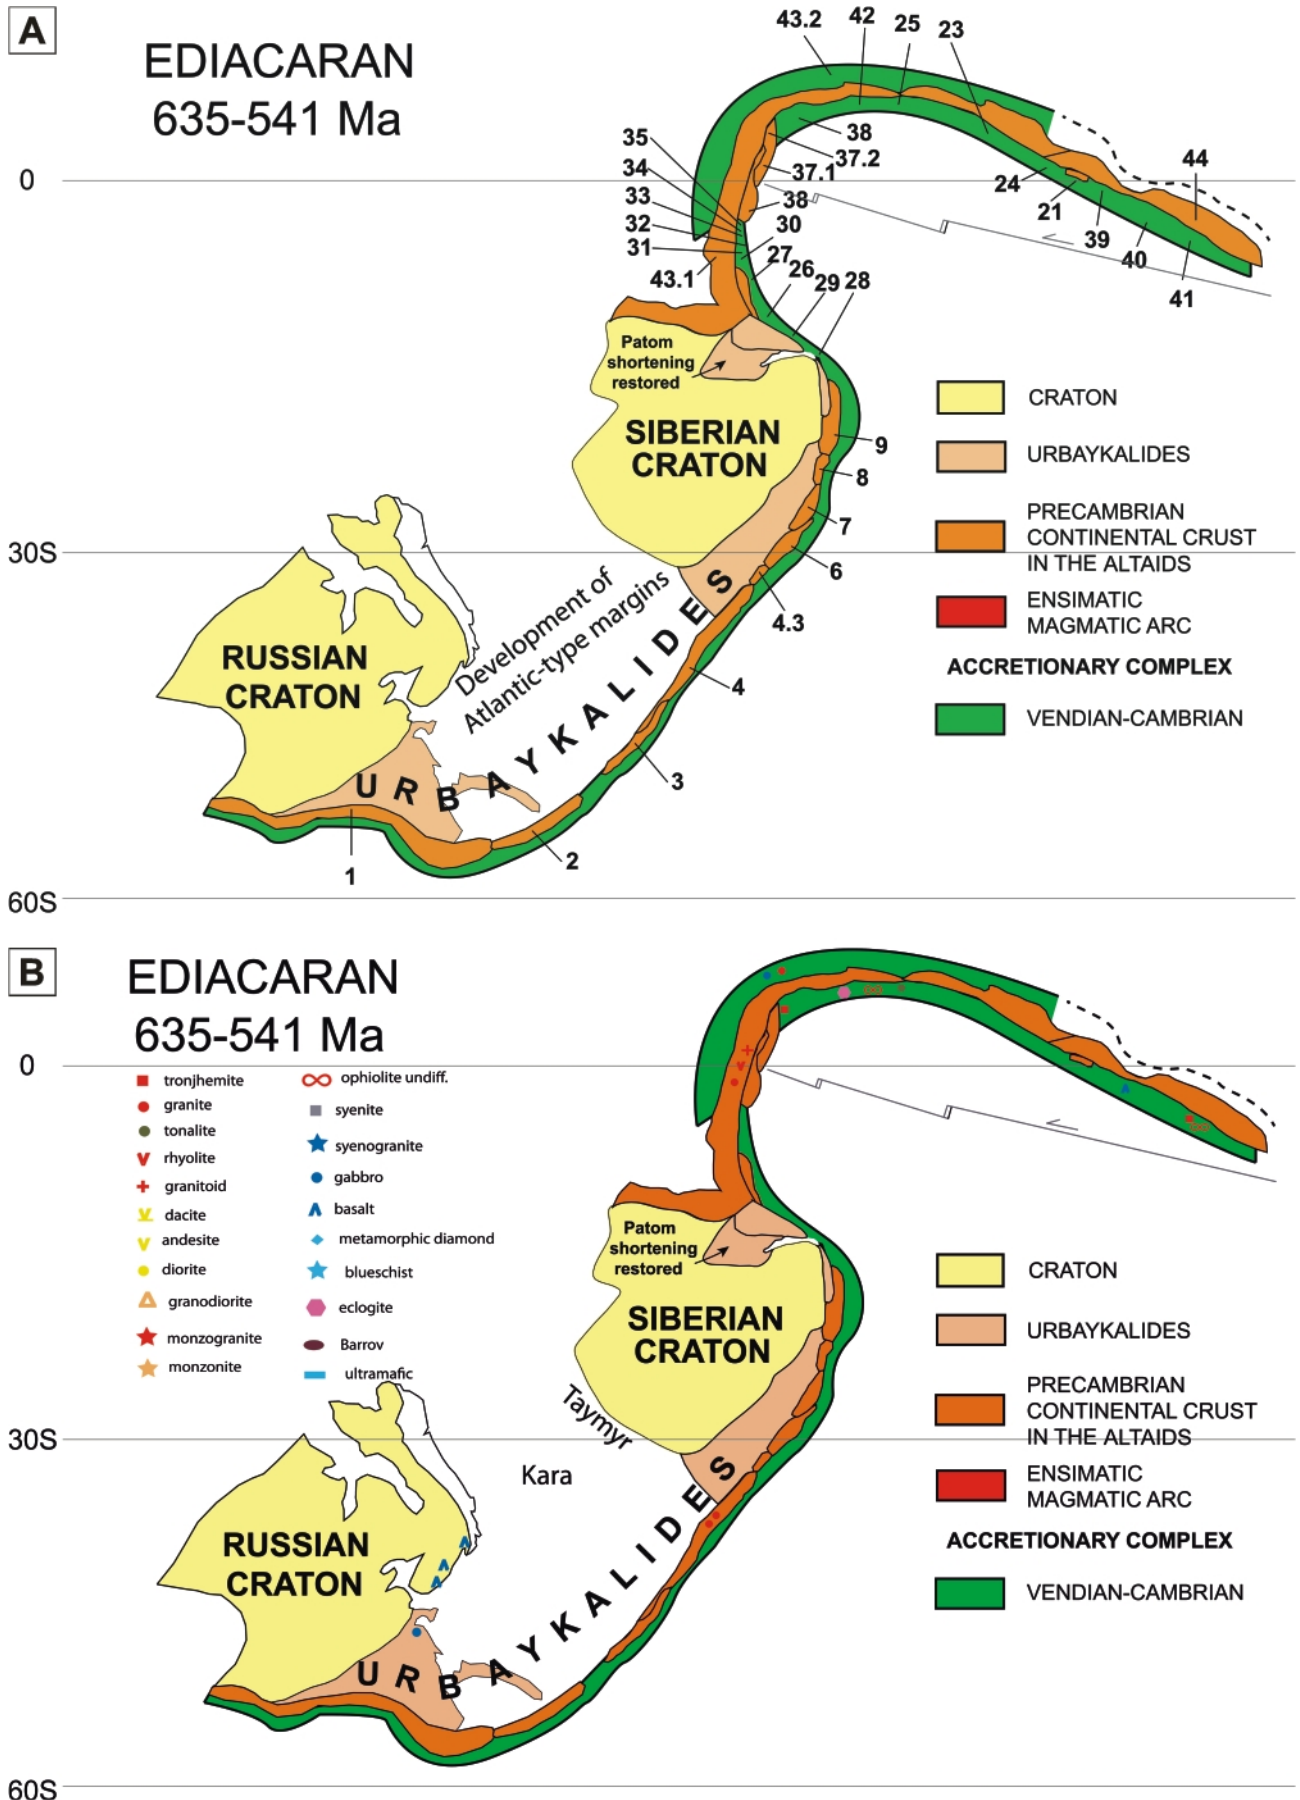 A
EDIACARAN
635-541 Ma
43.2
42
25
23
35
34
33
32
31
43.1
38
37.2
37.1
38
30
27
26
29
28
24
21
39
40
41
44
0
Patom
shortening
restored
SIBERIAN
CRATON
9
8
7
6
4.3
4
3
2
1
30S
Development of
Atlantic-type margins
RUSSIAN
CRATON
URBAYKALIDES
60S
CRATON
URBAYKALIDES
PRECAMBRIAN
CONTINENTAL CRUST
IN THE ALTAIDS
ENSIMATIC
MAGMATIC ARC
ACCRETIONARY COMPLEX
VENDIAN-CAMBRIAN
B
EDIACARAN
635-541 Ma
0
tronjhemite
granite
tonalite
rhyolite
granitoid
dacite
andesite
diorite
granodiorite
monzogranite
monzonite
ophiolite undiff.
syenite
syenogranite
gabbro
basalt
metamorphic diamond
blueschist
eclogite
Barrov
ultramafic
Patom
shortening
restored
SIBERIAN
CRATON
Taymyr
Kara
30S
RUSSIAN
CRATON
URBAYKALIDES
60S
CRATON
URBAYKALIDES
PRECAMBRIAN
CONTINENTAL CRUST
IN THE ALTAIDS
ENSIMATIC
MAGMATIC ARC
ACCRETIONARY COMPLEX
VENDIAN-CAMBRIAN